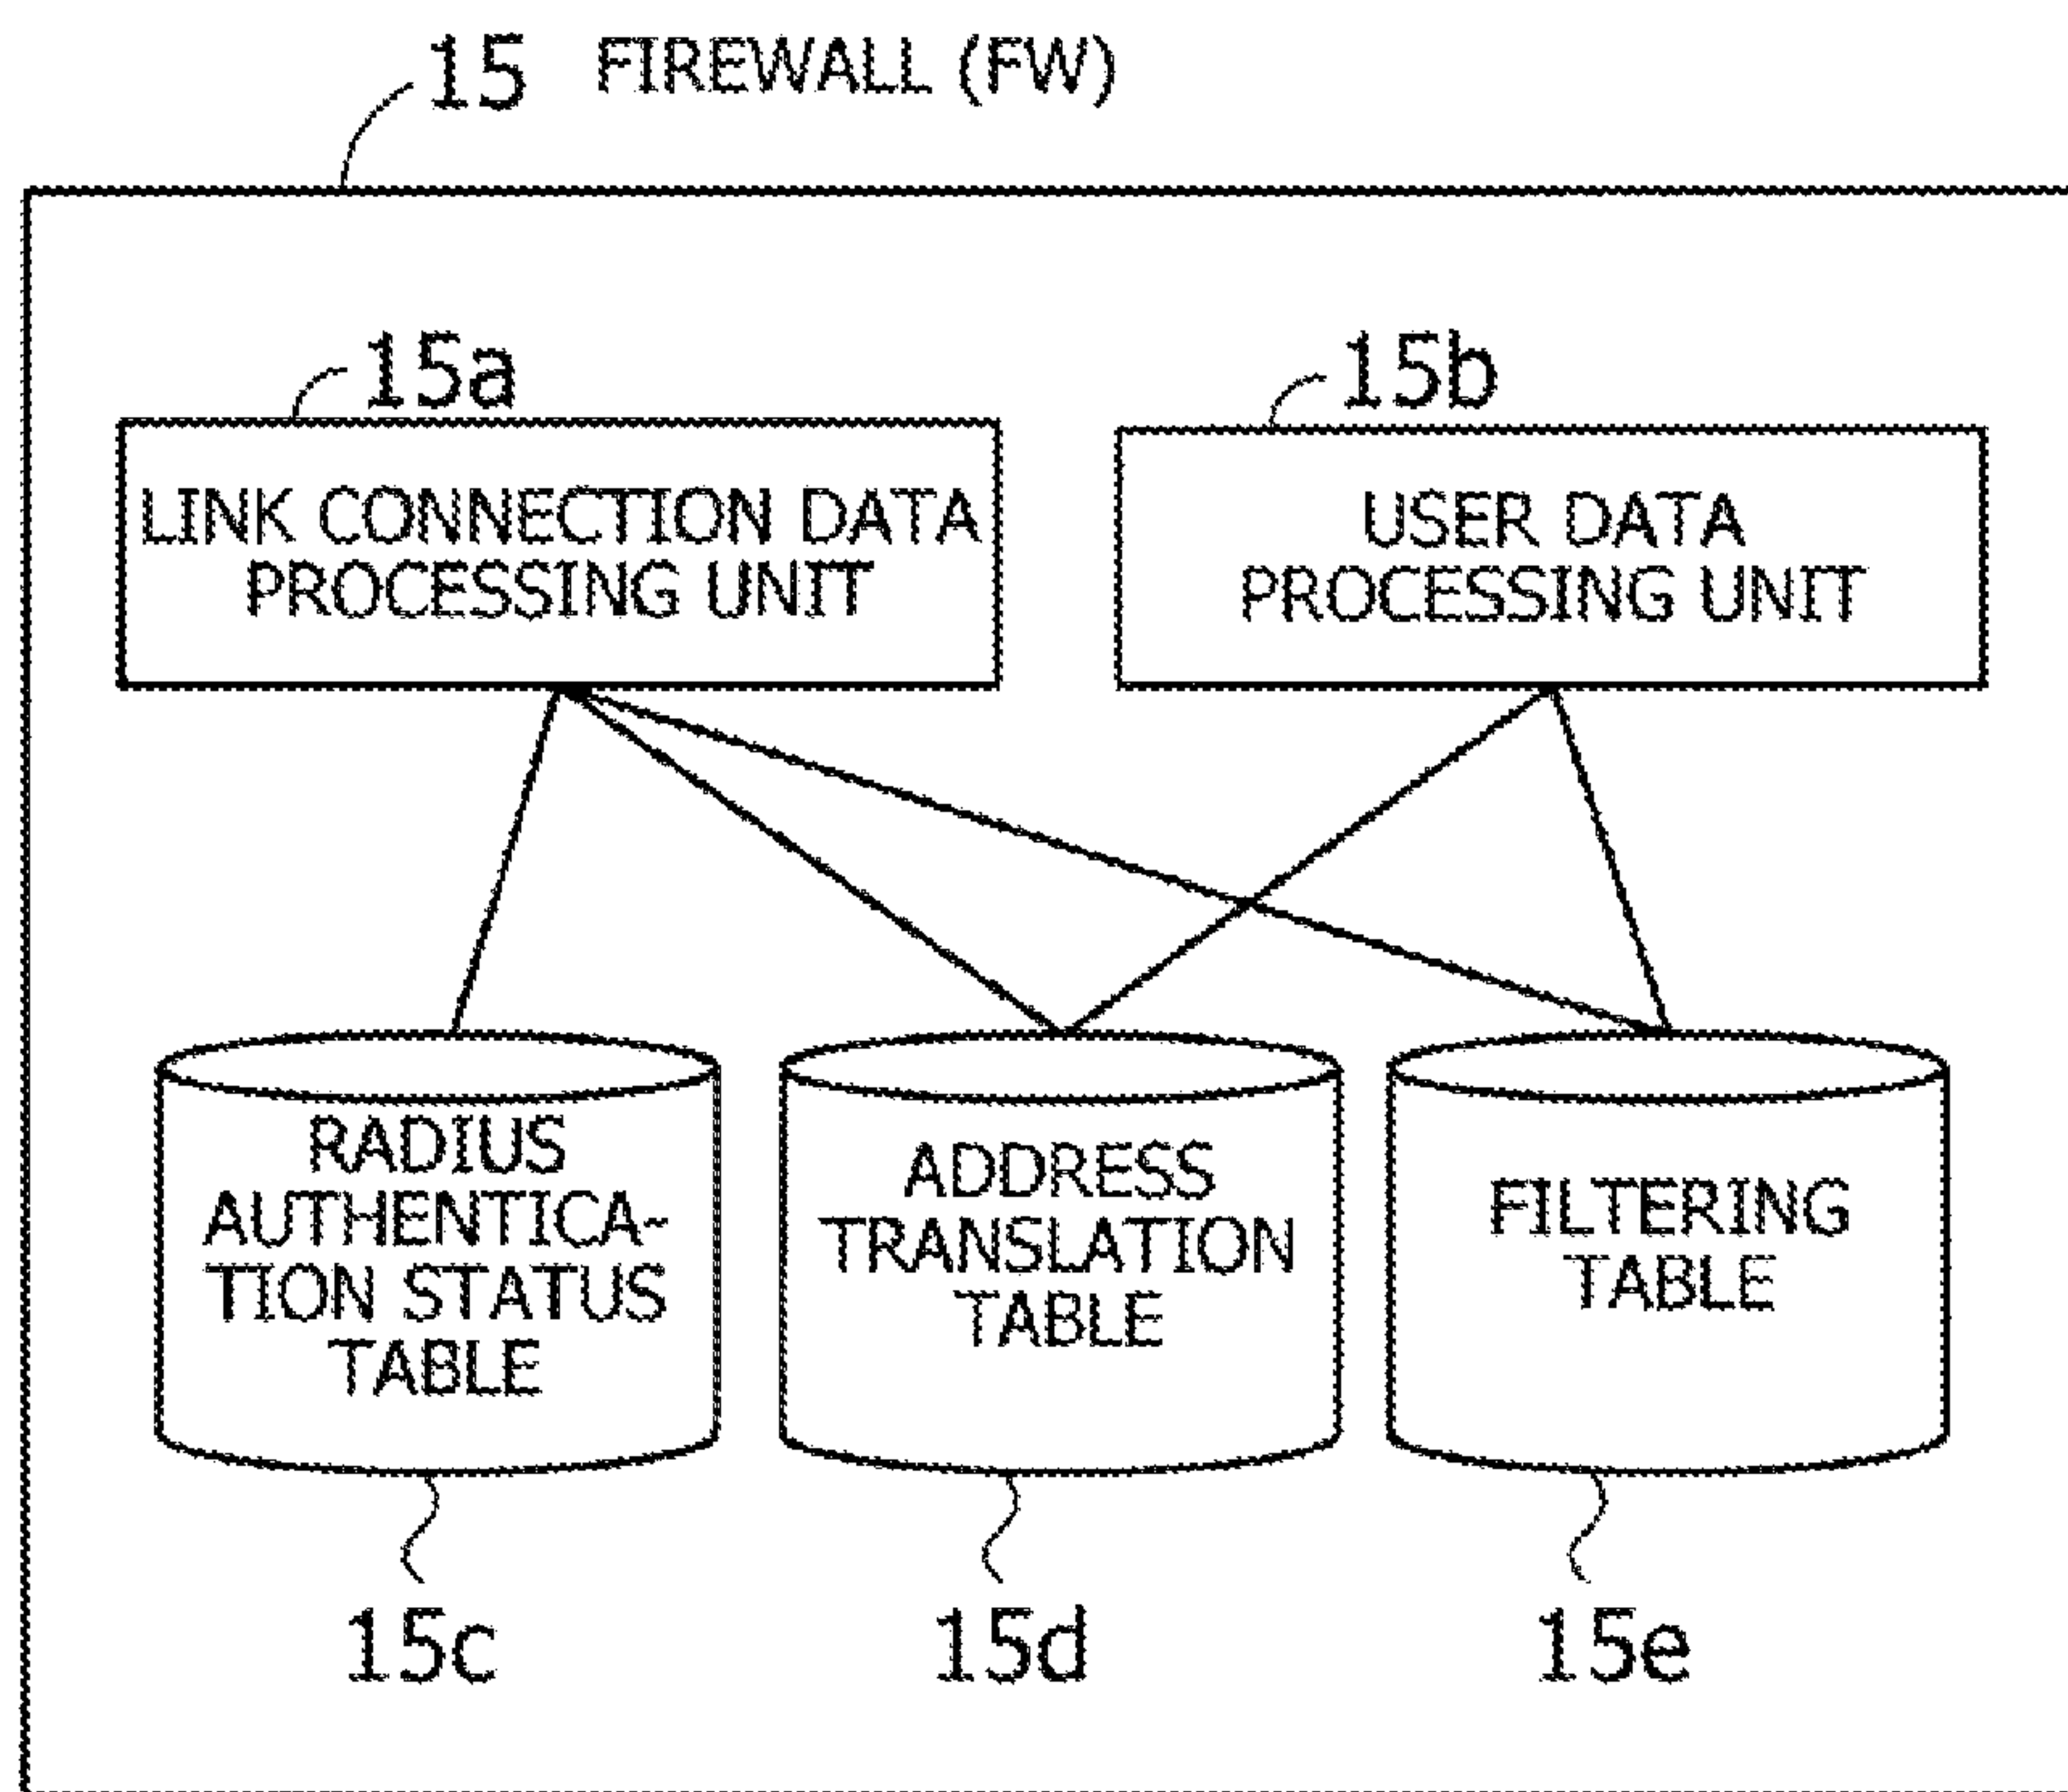 15 FIREWALL (FW)
15a
LINK CONNECTION DATA
PROCESSING UNIT
15b
USER DATA
PROCESSING UNIT
RADIUS
AUTHENTICA-
TION STATUS
TABLE
15c
ADDRESS
TRANSLATION
TABLE
15d
FILTERING
TABLE
15e